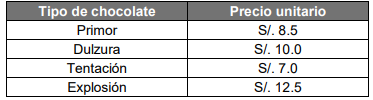 Tipo de chocolate Precio unitario
Primor S/. 8.5
Dulzura S/. 10.0
Tentación S/. 7.0
Explosión S/. 12.5